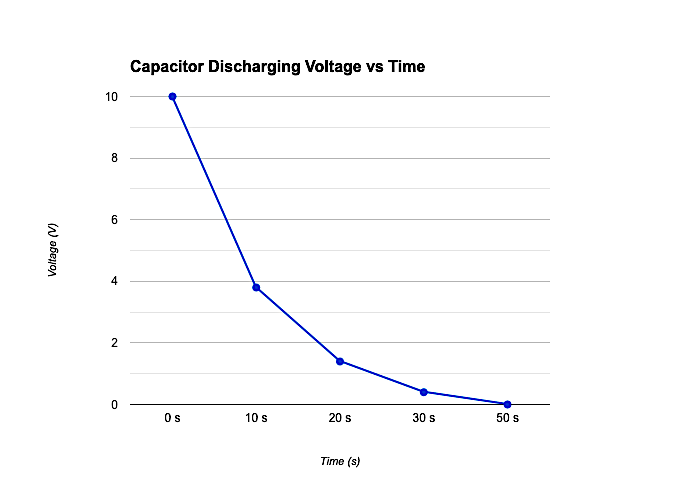 Capacitor Discharging Voltage vs Time
10
8
6
4
2
0
Voltage (V)
0 s 10 s 20 s 30 s 50 s
Time (s)